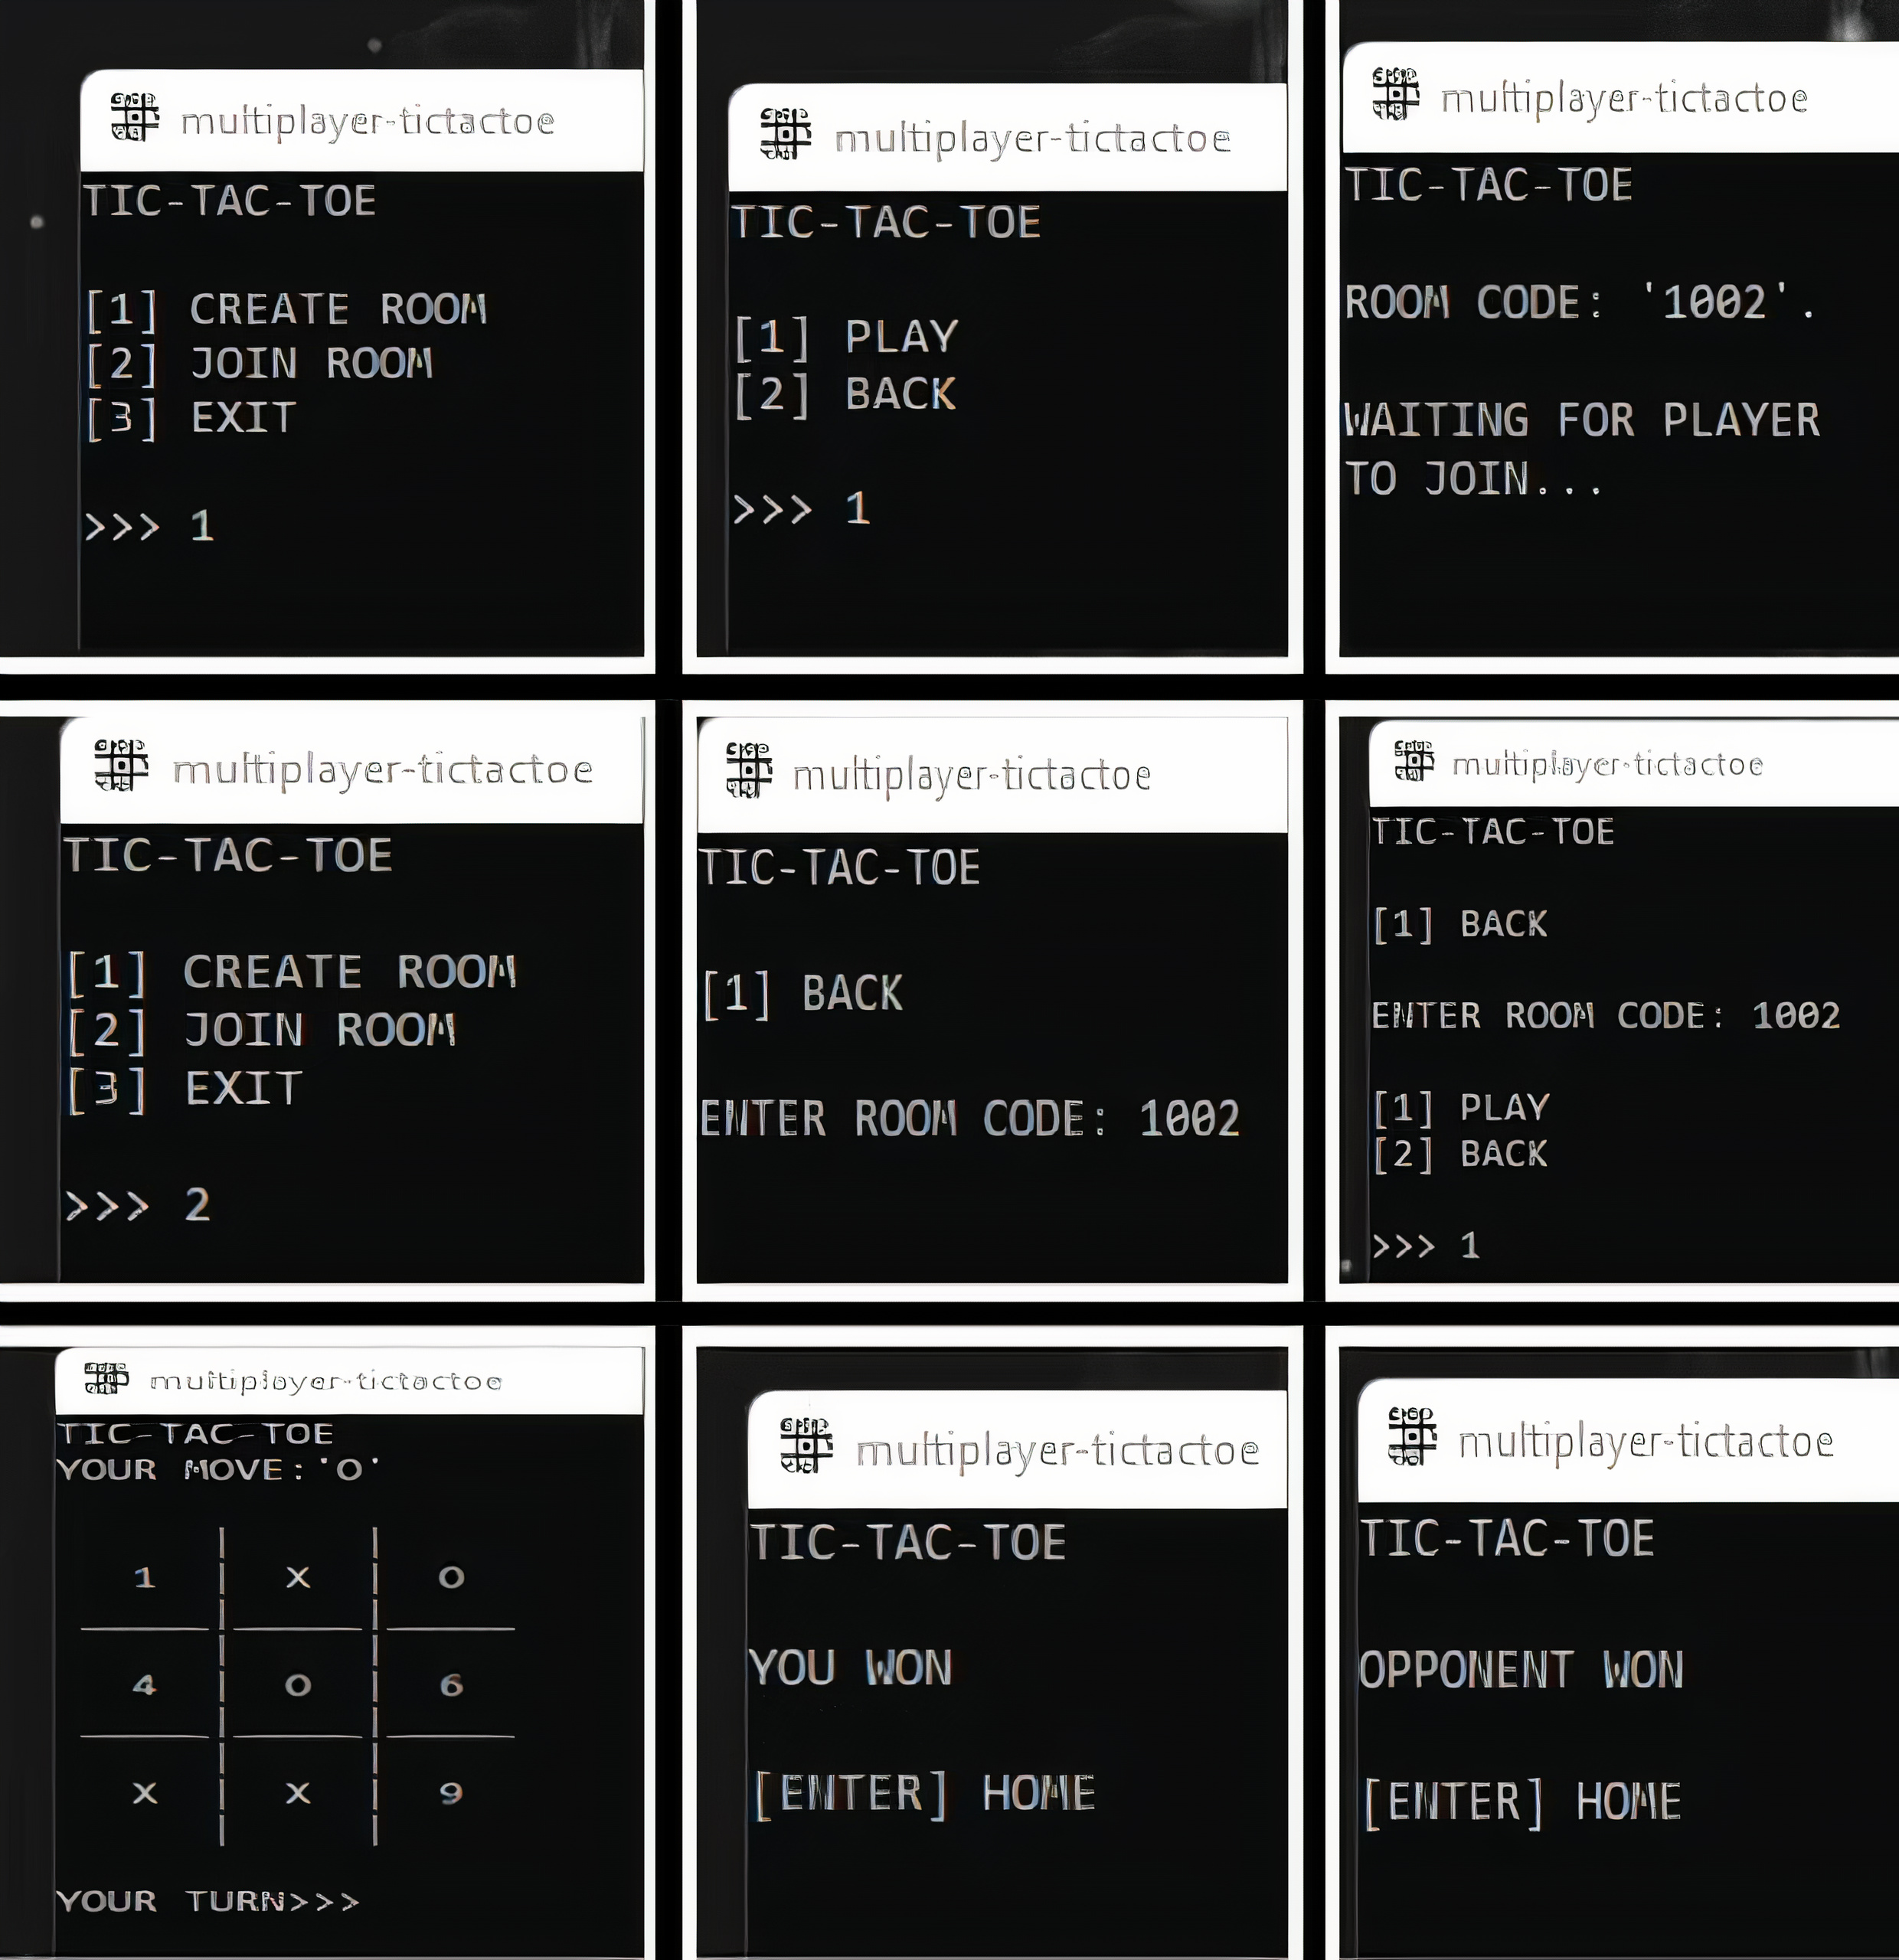 multiplayer-tictactoe
TIC-TAC-TOE
[1] CREATE ROOM
[2] JOIN ROOM
[3] EXIT
>>> 1
multiplayer-tictactoe
TIC-TAC-TOE
[1] PLAY
[2] BACK
>>> 1
multiplayer-tictactoe
TIC-TAC-TOE
ROOM CODE: '1002'.
WAITING FOR PLAYER
TO JOIN...
multiplayer-tictactoe
TIC-TAC-TOE
[1] CREATE ROOM
[2] JOIN ROOM
[3] EXIT
>>> 2
multiplayer-tictactoe
TIC-TAC-TOE
[1] BACK
ENTER ROOM CODE: 1002
multiplayer-tictactoe
TIC-TAC-TOE
[1] BACK
ENTER ROOM CODE: 1002
[1] PLAY
[2] BACK
>>> 1
multiplayer-tictactoe
TIC-TAC-TOE
YOUR MOVE:'O'
1 X O
4 O 6
X X 9
YOUR TURN>>>
multiplayer-tictactoe
TIC-TAC-TOE
YOU WON
[ENTER] HOME
multiplayer-tictactoe
TIC-TAC-TOE
OPPONENT WON
[ENTER] HOME